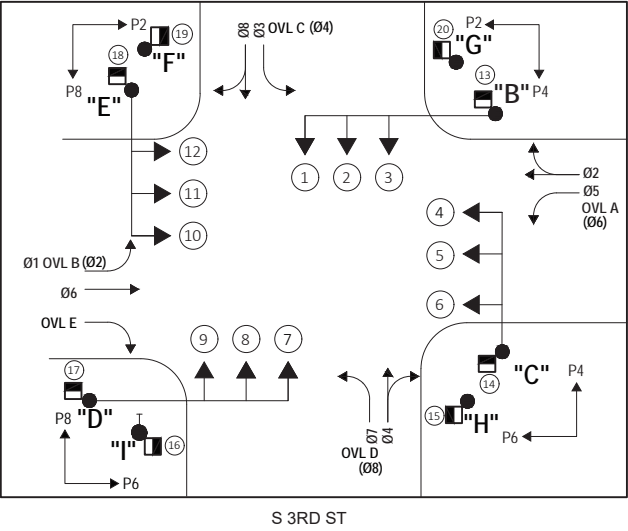 P2
19
"F"
18
P8
"E"
Ø8
Ø3
OVL C (Ø4)
20
P2
"G"
13
"B"
P4
12
11
10
1
2
3
Ø2
Ø5
OVL A
(Ø6)
4
5
6
Ø1 OVL B (Ø2)
Ø6
OVL E
9
8
7
17
P8
"D"
"I"
16
P6
Ø7
Ø4
OVL D
(Ø8)
14
"C"
P4
15
"H"
P6
S 3RD ST